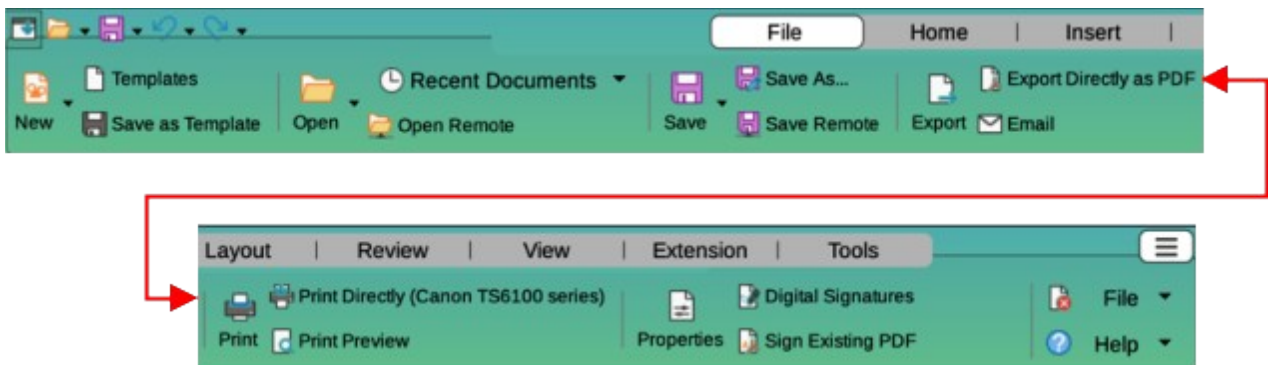 File | Home | Insert |
Templates Recent Documents Save As... Export Directly as PDF
New Save as Template Open Open Remote Save Save Remote Export Email
Layout | Review | View | Extension | Tools
Print Directly (Canon TS6100 series) Digital Signatures File
Print Print Preview Properties Sign Existing PDF Help